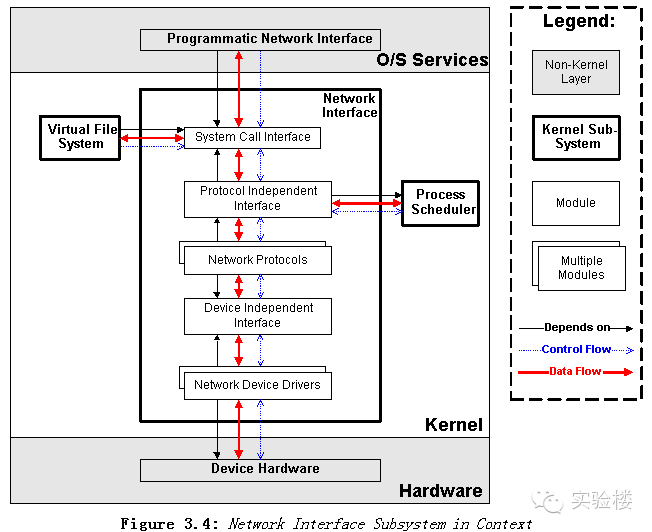 Programmatic Network Interface
O/S Services
Network
Interface
Virtual File
System
System Call Interface
Protocol Independent
Interface
Process
Scheduler
Network Protocols
Device Independent
Interface
Network Device Drivers
Kernel
Device Hardware
Hardware
Legend:
Non-Kernel
Layer
Kernel Sub-
System
Module
Multiple
Modules
Depends on
Control Flow
Data Flow
实验楼
Figure 3.4: Network Interface Subsystem in Context